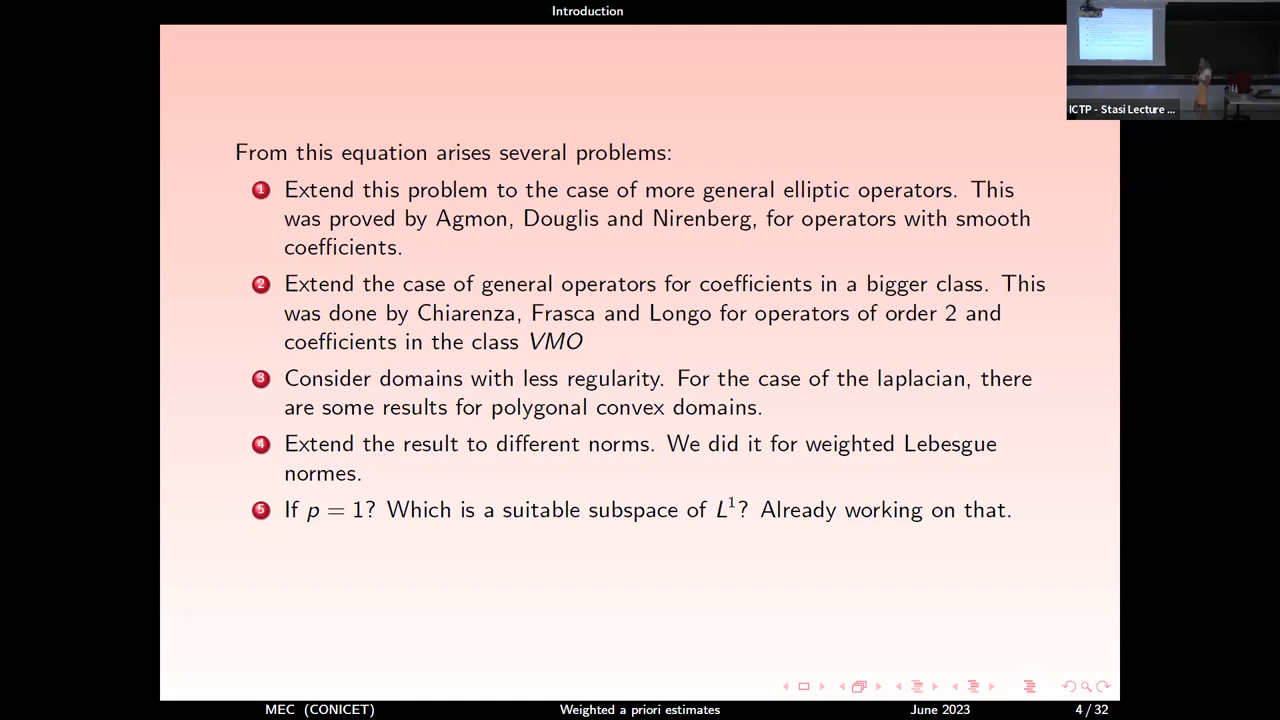 Introduction
ICTP - Stasi Lecture ...
From this equation arises several problems:
1 Extend this problem to the case of more general elliptic operators. This
was proved by Agmon, Douglis and Nirenberg, for operators with smooth
coefficients.
2 Extend the case of general operators for coefficients in a bigger class. This
was done by Chiarenza, Frasca and Longo for operators of order 2 and
coefficients in the class VMO
3 Consider domains with less regularity. For the case of the laplacian, there
are some results for polygonal convex domains.
4 Extend the result to different norms. We did it for weighted Lebesgue
normes.
5 If p = 1? Which is a suitable subspace of L¹? Already working on that.
MEC (CONICET)
Weighted a priori estimates
June 2023
4 / 32